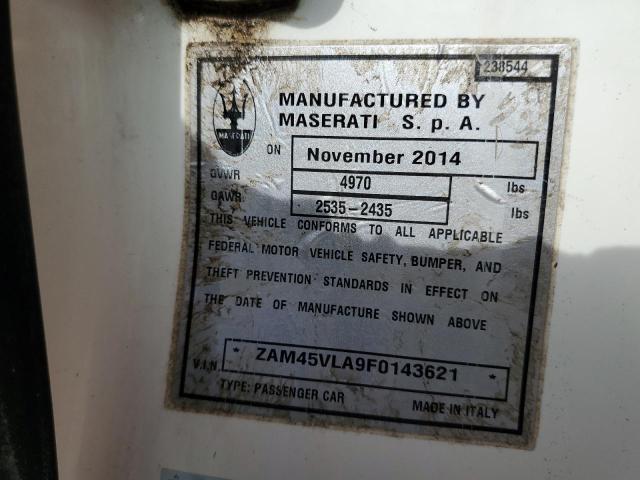 238544
MASERATI
MANUFACTURED BY
MASERATI S. p. A.
ON November 2014
GVWR 4970 lbs
GAWR 2535-2435 lbs
THIS VEHICLE CONFORMS TO ALL APPLICABLE
FEDERAL MOTOR VEHICLE SAFETY, BUMPER, AND
THEFT PREVENTION STANDARDS IN EFFECT ON
THE DATE OF MANUFACTURE SHOWN ABOVE
V.I.N. * ZAM45VLA9F0143621 *
TYPE: PASSENGER CAR MADE IN ITALY